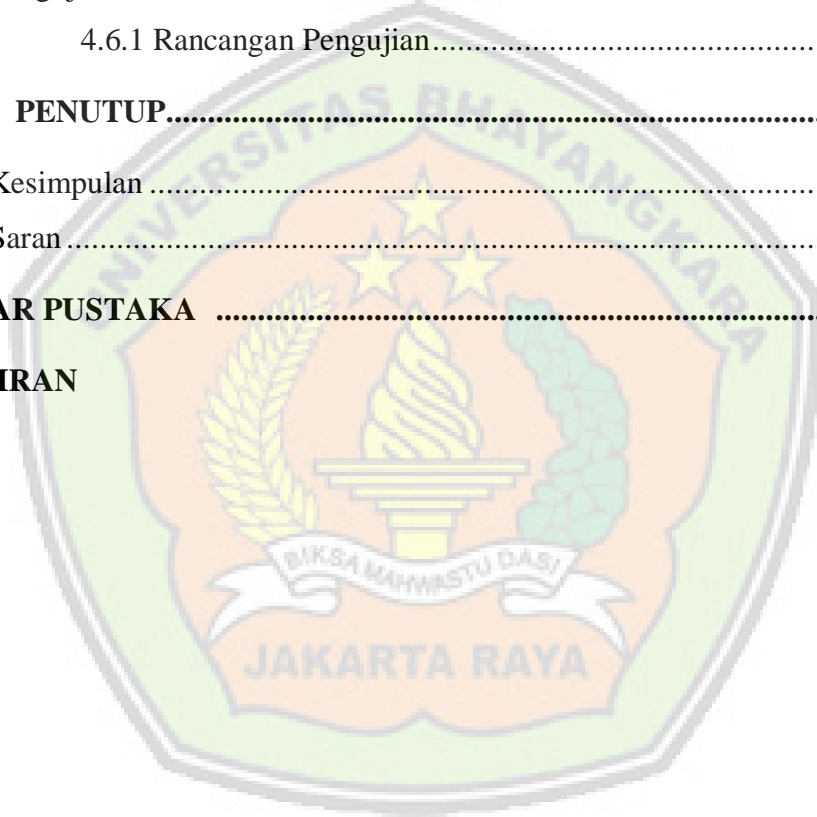 4.6.1 Rancangan Pengujian
PENUTUP
Kesimpulan
Saran
AR PUSTAKA
IRAN
UNIVERSITAS BHAYANGKARA
BIKSA MAHWASTU DASI
JAKARTA RAYA